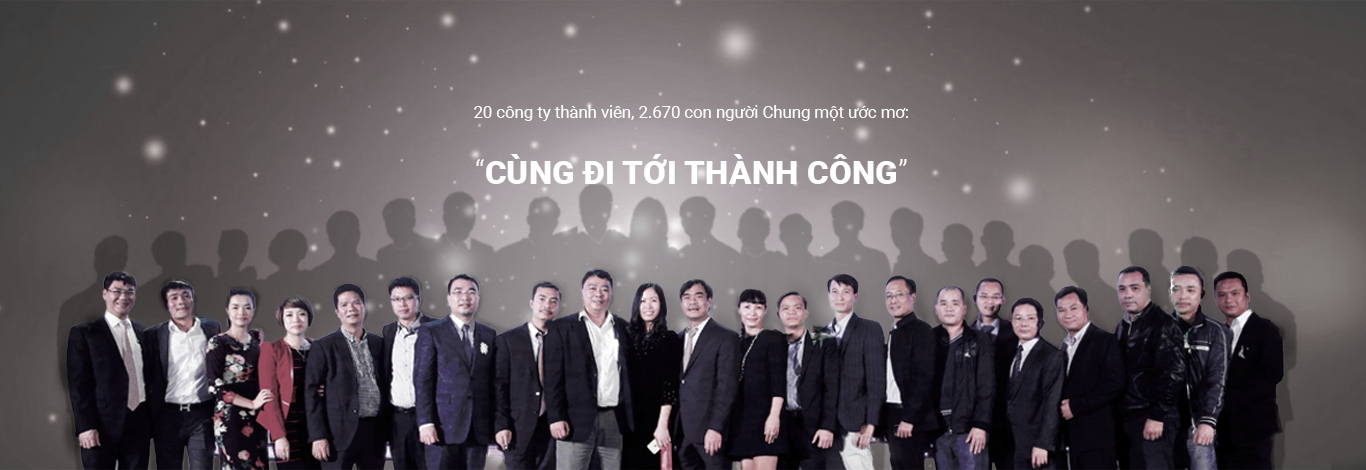 20 công ty thành viên, 2.670 con người Chung một ước mơ:
“CÙNG ĐI TỚI THÀNH CÔNG”